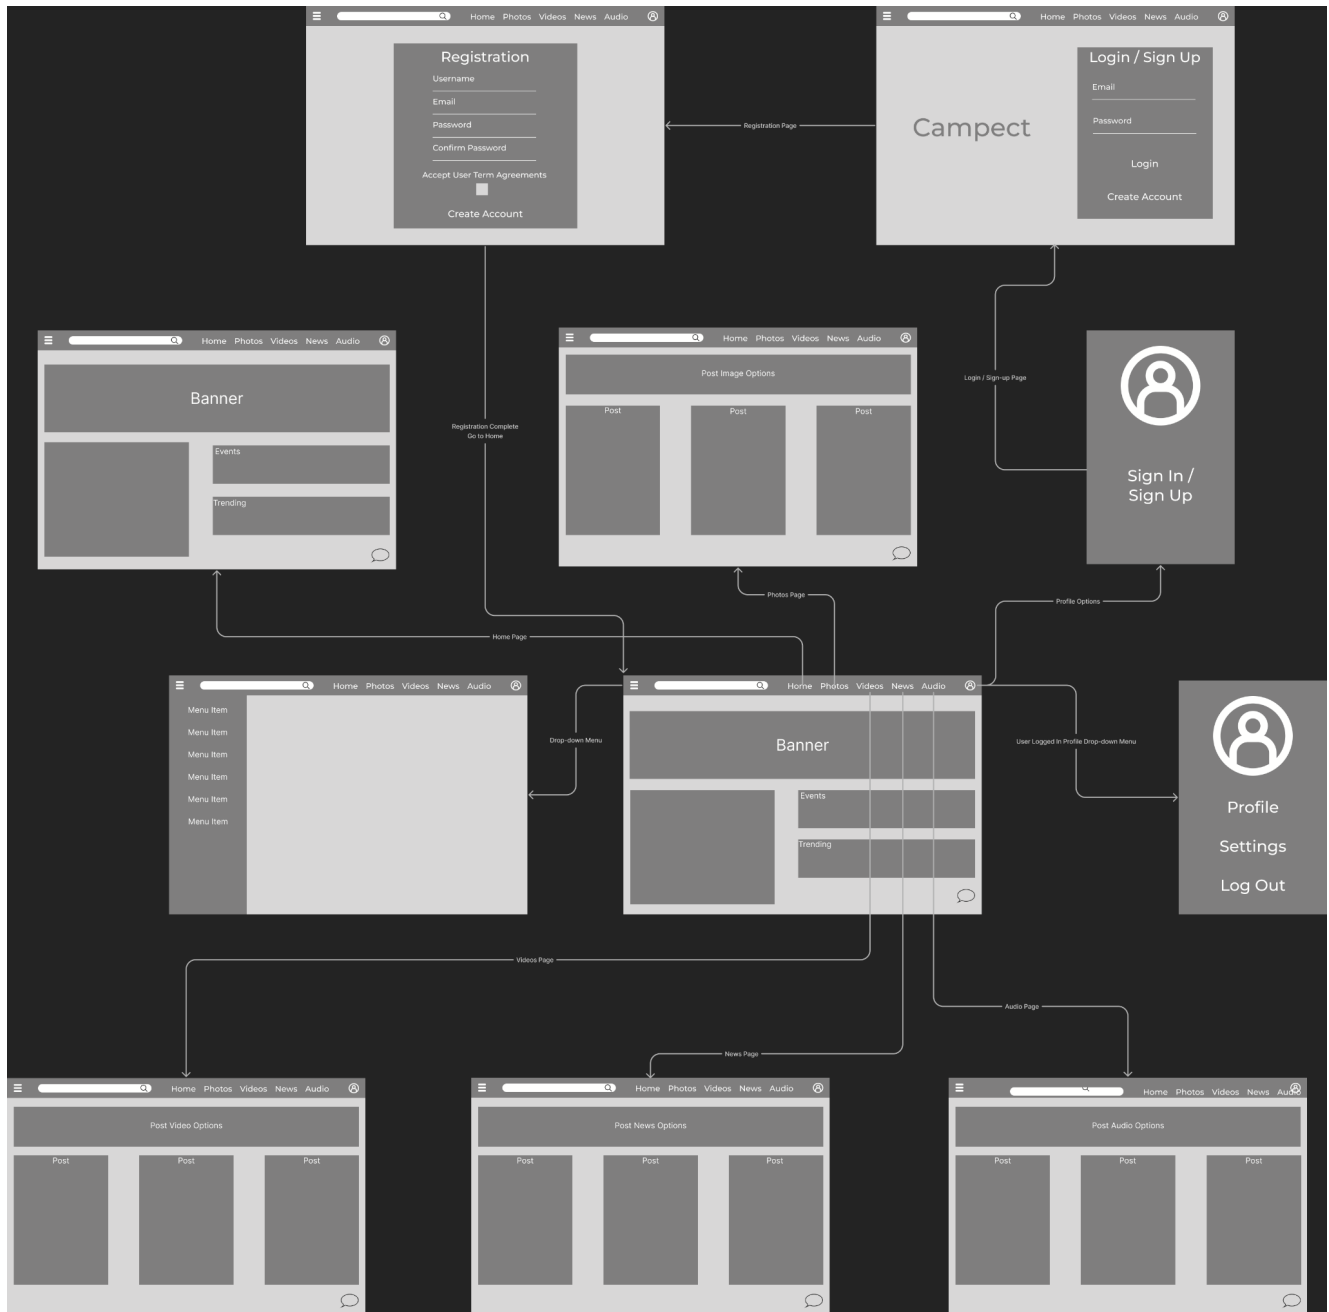 Home Photos Videos News Audio
Registration
Username
Email
Password
Confirm Password
Accept User Term Agreements
Create Account
Registration Page
Home Photos Videos News Audio
Campect
Login / Sign Up
Email
Password
Login
Create Account
Home Photos Videos News Audio
Banner
Events
Trending
Registration Complete
Go to Home
Home Photos Videos News Audio
Post Image Options
Post Post Post
Login / Sign-up Page
Sign In /
Sign Up
Home Page
Photos Page
Profile Options
Home Photos Videos News Audio
Menu Item
Menu Item
Menu Item
Menu Item
Menu Item
Menu Item
Drop-down Menu
Home Photos Videos News Audio
Banner
Events
Trending
User Logged In Profile Drop-down Menu
Profile
Settings
Log Out
Videos Page
News Page
Audio Page
Home Photos Videos News Audio
Post Video Options
Post Post Post
Home Photos Videos News Audio
Post News Options
Post Post Post
Home Photos Videos News Audio
Post Audio Options
Post Post Post